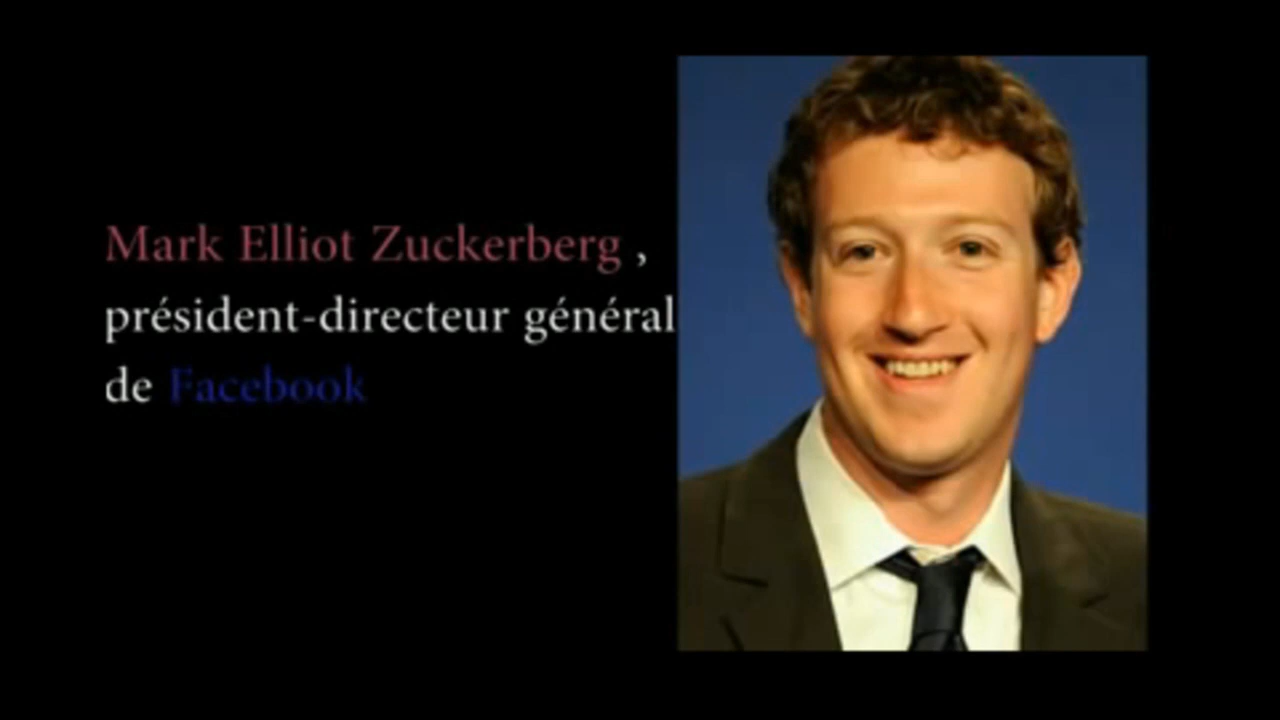 Mark Elliot Zuckerberg ,
président-directeur général
de Facebook